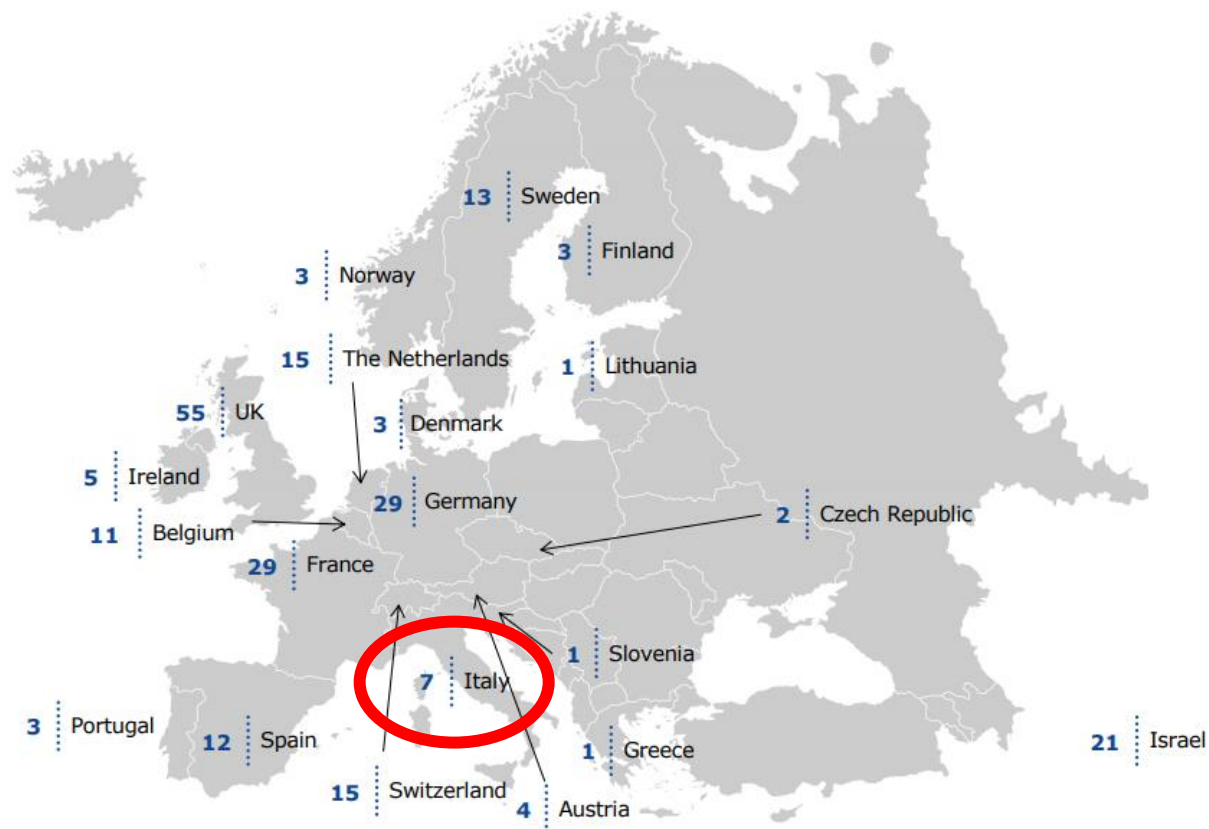 13 Sweden
3 Finland
3 Norway
15 The Netherlands
1 Lithuania
55 UK
3 Denmark
5 Ireland
29 Germany
2 Czech Republic
11 Belgium
29 France
1 Slovenia
7 Italy
3 Portugal
12 Spain
1 Greece
21 Israel
15 Switzerland
4 Austria